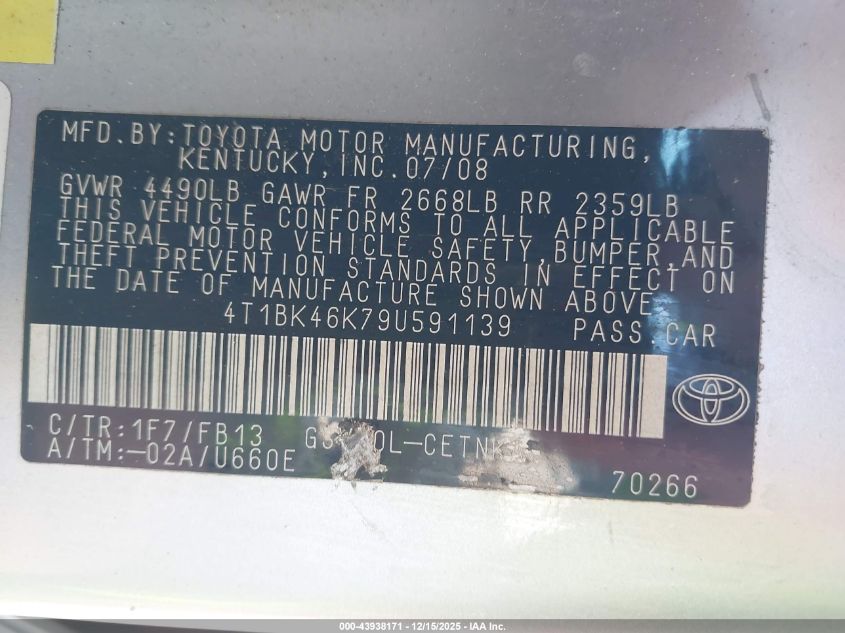 MFD. BY: TOYOTA MOTOR MANUFACTURING,
KENTUCKY, INC. 07/08
GVWR 4490LB GAWR FR 2668LB RR 2359LB
THIS VEHICLE CONFORMS TO ALL APPLICABLE
FEDERAL MOTOR VEHICLE SAFETY, BUMPER, AND
THEFT PREVENTION STANDARDS IN EFFECT ON
THE DATE OF MANUFACTURE SHOWN ABOVE.
4T1BK46K79U591139 PASS. CAR
C/TR: 1F7/FB13
A/TM: -02A/U660E
70266
000-43938171 - 12/15/2025 - IAA Inc.